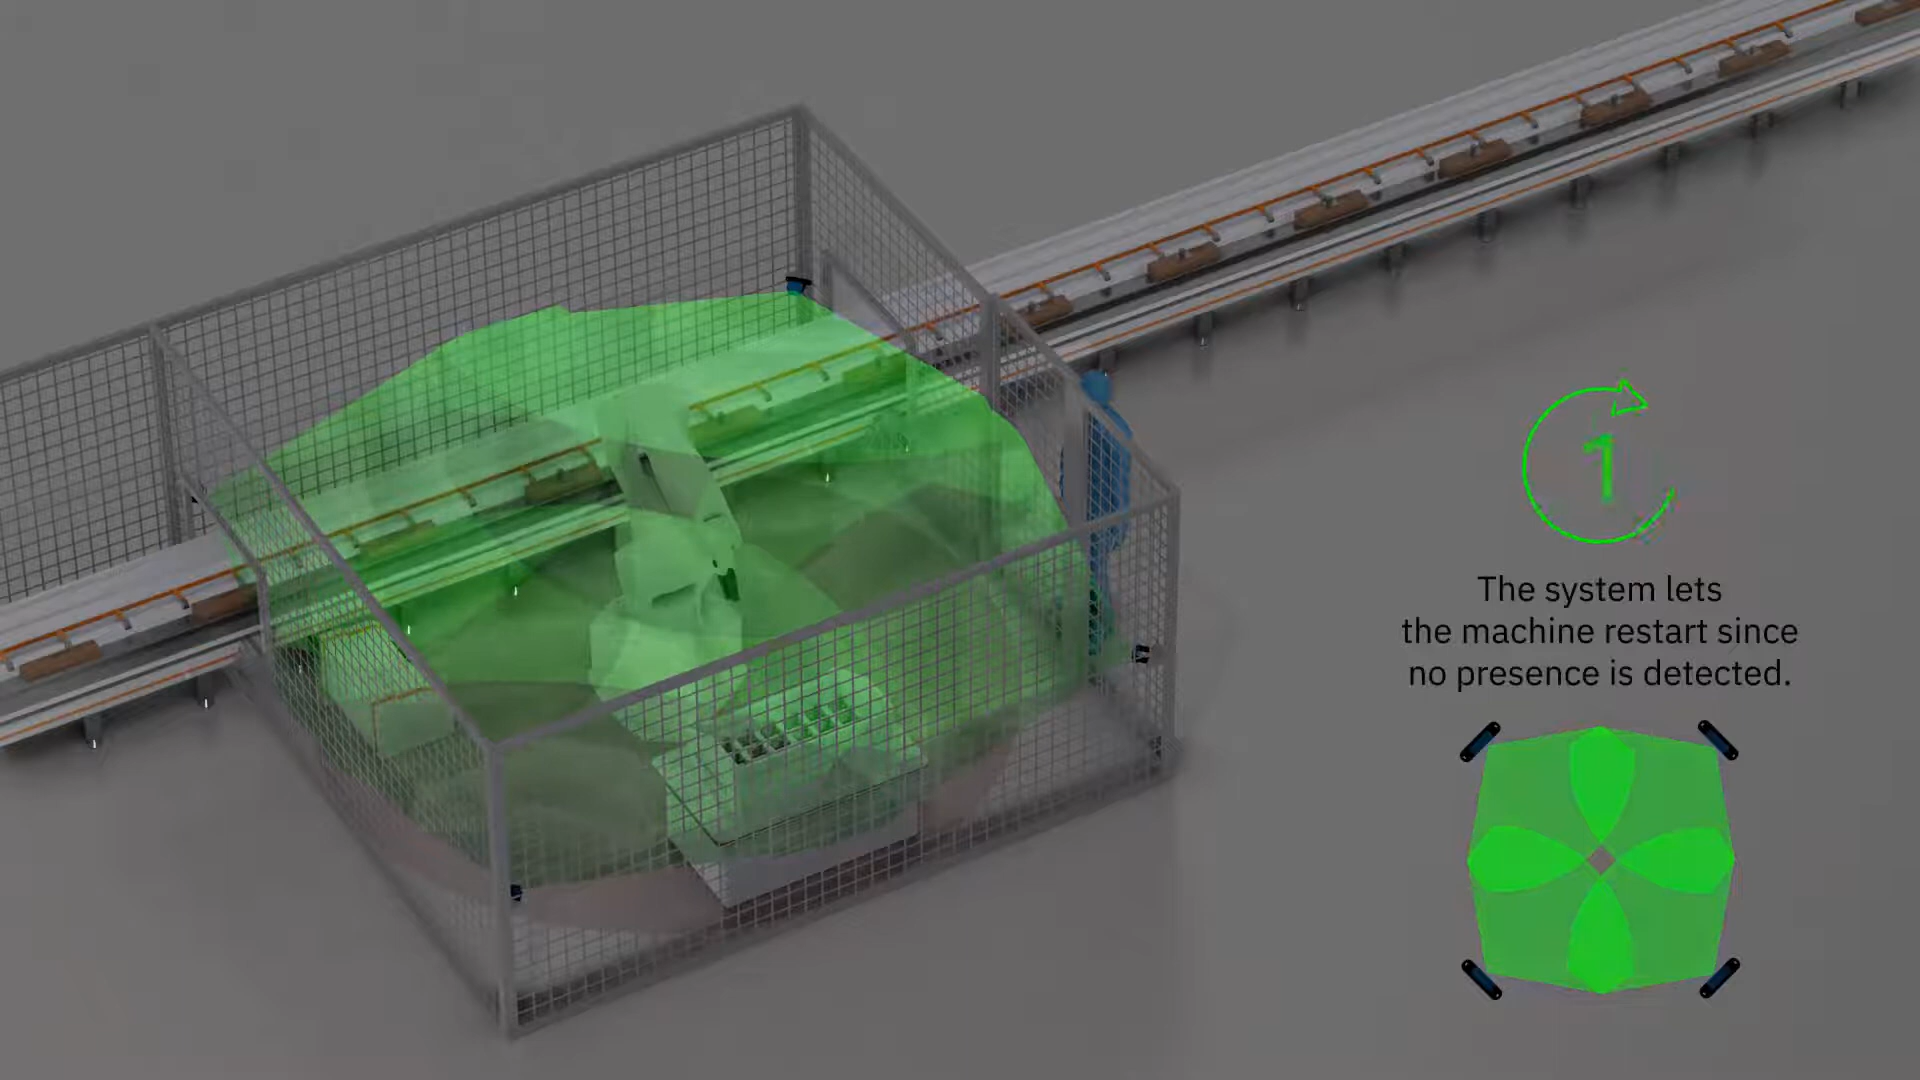 1
The system lets
the machine restart since
no presence is detected.